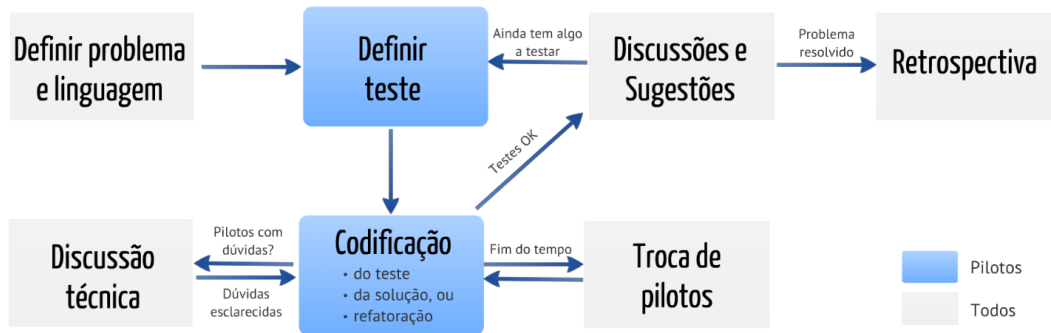 Definir problema
e linguagem
Definir
teste
Ainda tem algo
a testar
Discussões e
Sugestões
Problema
resolvido
Retrospectiva
Testes OK
Discussão
técnica
Pilotos com
dúvidas?
Dúvidas
esclarecidas
Codificação
• do teste
• da solução, ou
• refatoração
Fim do tempo
Troca de
pilotos
Pilotos
Todos